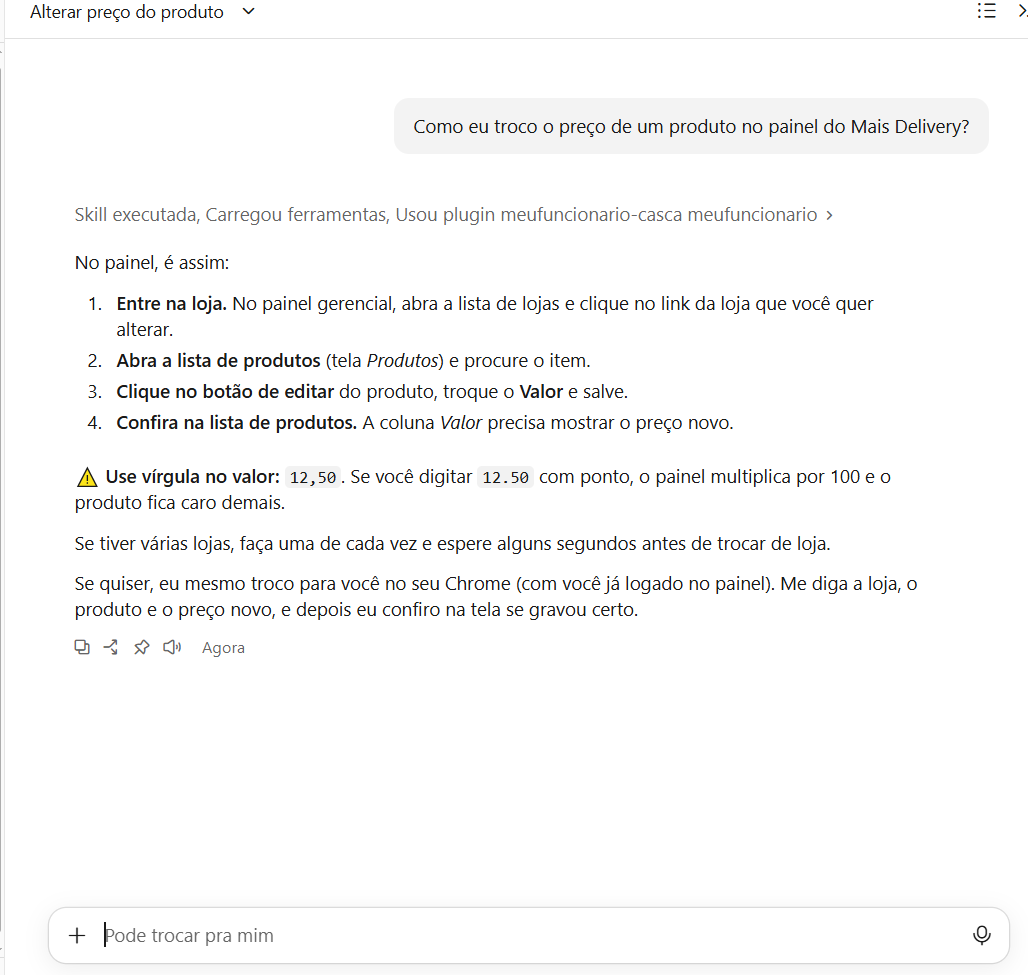 Alterar preço do produto
Como eu troco o preço de um produto no painel do Mais Delivery?
Skill executada, Carregou ferramentas, Usou plugin meufuncionario-casca meufuncionario
No painel, é assim:
1. Entre na loja. No painel gerencial, abra a lista de lojas e clique no link da loja que você quer
alterar.
2. Abra a lista de produtos (tela Produtos) e procure o item.
3. Clique no botão de editar do produto, troque o Valor e salve.
4. Confira na lista de produtos. A coluna Valor precisa mostrar o preço novo.
⚠️ Use vírgula no valor: 12,50. Se você digitar 12.50 com ponto, o painel multiplica por 100 e o
produto fica caro demais.
Se tiver várias lojas, faça uma de cada vez e espere alguns segundos antes de trocar de loja.
Se quiser, eu mesmo troco para você no seu Chrome (com você já logado no painel). Me diga a loja, o
produto e o preço novo, e depois eu confiro na tela se gravou certo.
Agora
Pode trocar pra mim